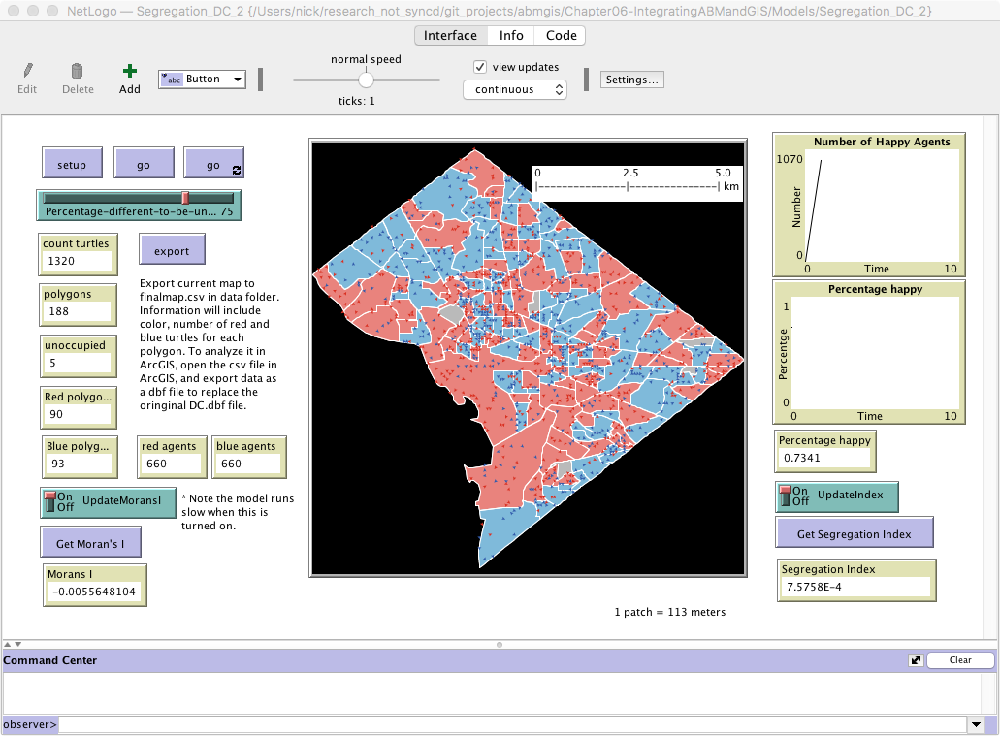 NetLogo — Segregation_DC_2 {/Users/nick/research_not_syncd/git_projects/abmgis/Chapter06-IntegratingABMandGIS/Models/Segregation_DC_2}
Interface Info Code
Edit
Delete
Add
abc Button
normal speed
ticks: 1
view updates
continuous
Settings...
setup
go
go
Percentage-different-to-be-un... 75
count turtles
1320
export
polygons
188
unoccupied
5
Red polygo...
90
Export current map to
finalmap.csv in data folder.
Information will include
color, number of red and
blue turtles for each
polygon. To analyze it in
ArcGIS, open the csv file in
ArcGIS, and export data as
a dbf file to replace the
oringinal DC.dbf file.
Blue polyg...
93
red agents
660
blue agents
660
On
Off
UpdateMoransI
* Note the model runs
slow when this is
turned on.
Get Moran's I
Morans I
-0.0055648104
0 2.5 5.0
km
1 patch = 113 meters
Number of Happy Agents
1070
Number
0
0 Time 10
Percentage happy
1
Percentge
0
0 Time 10
Percentage happy
0.7341
On
Off
UpdateIndex
Get Segregation Index
Segregation Index
7.5758E-4
Command Center
Clear
observer>